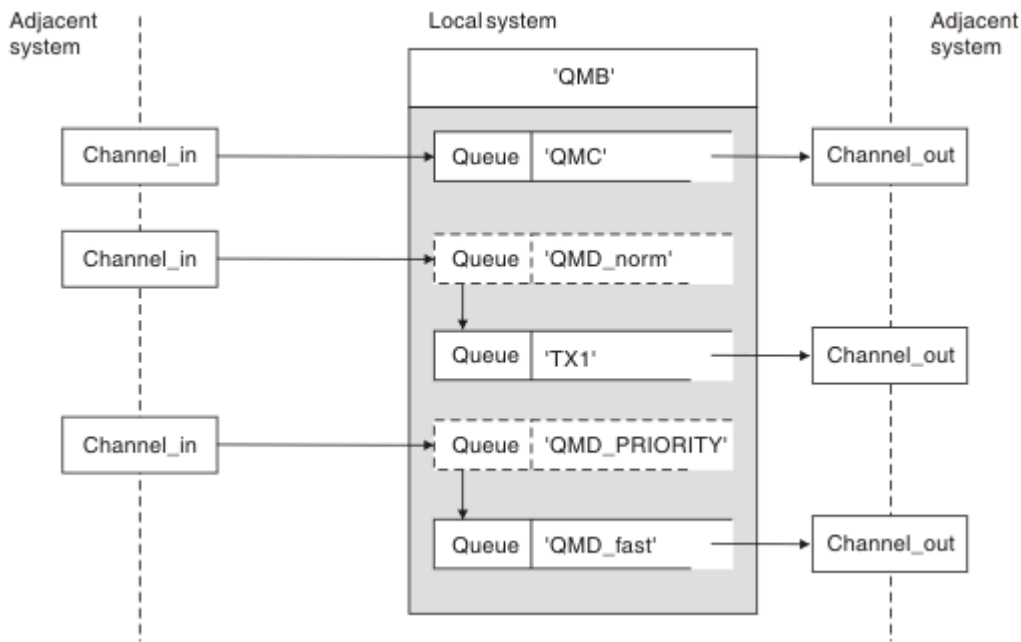 Adjacent
system
Local system
Adjacent
system
'QMB'
Channel_in
Queue 'QMC'
Channel_out
Channel_in
Queue 'QMD_norm'
Queue 'TX1'
Channel_out
Channel_in
Queue 'QMD_PRIORITY'
Queue 'QMD_fast'
Channel_out